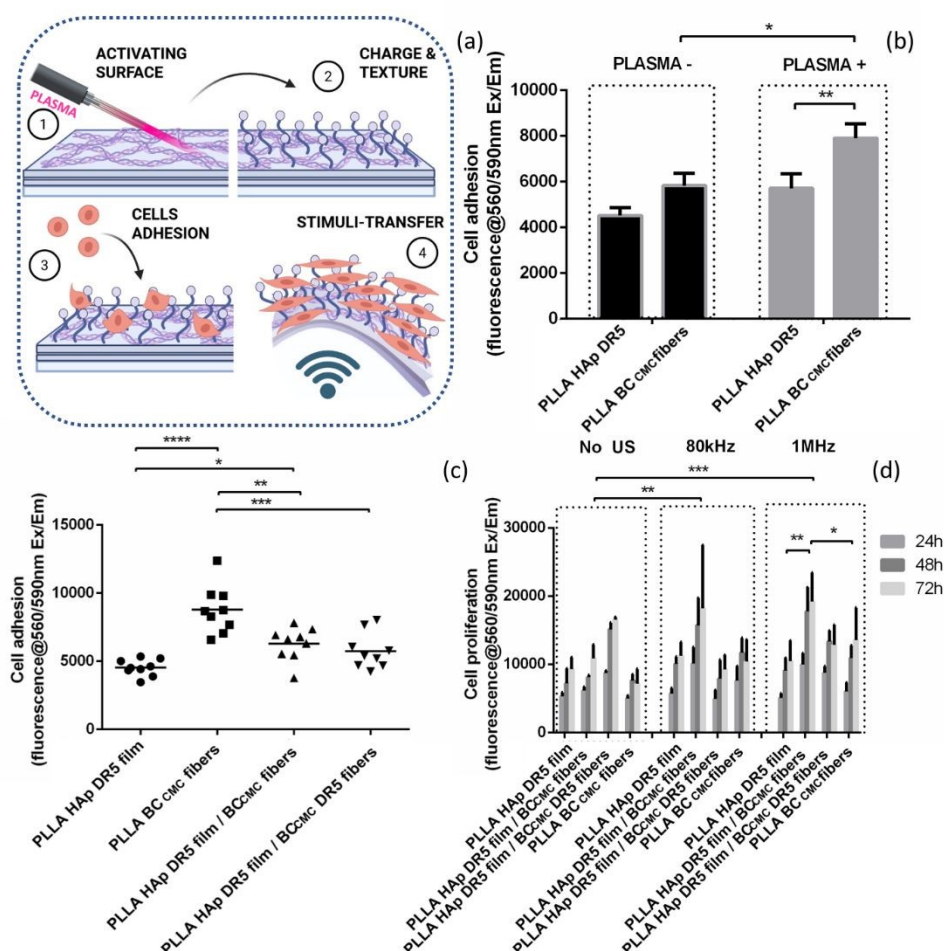 ACTIVATING
SURFACE
PLASMA
1
2
CHARGE &
TEXTURE
3
CELLS
ADHESION
STIMULI-TRANSFER
4
(a)
(b)
*
PLASMA -
PLASMA +
**
Cell adhesion
(fluorescence@560/590nm Ex/Em)
10000
8000
6000
4000
2000
0
PLLA HAp DR5
PLLA BC CMC fibers
PLLA HAp DR5
PLLA BC CMC fibers
(c)
****
*
**
***
Cell adhesion
(fluorescence@560/590nm Ex/Em)
15000
10000
5000
0
PLLA HAp DR5 film
PLLA BC CMC fibers
PLLA HAp DR5 film / BC CMC fibers
PLLA HAp DR5 film / BC CMC DR5 fibers
(d)
No US
80kHz
1MHz
***
**
**
*
24h
48h
72h
Cell proliferation
(fluorescence@560/590nm Ex/Em)
30000
20000
10000
0
PLLA HAp DR5 film
PLLA HAp DR5 film / BC CMC fibers
PLLA HAp DR5 film / BC CMC DR5 fibers
PLLA BC CMC fibers
PLLA HAp DR5 film
PLLA HAp DR5 film / BC CMC fibers
PLLA HAp DR5 film / BC CMC DR5 fibers
PLLA BC CMC fibers
PLLA HAp DR5 film
PLLA HAp DR5 film / BC CMC fibers
PLLA HAp DR5 film / BC CMC DR5 fibers
PLLA BC CMC fibers